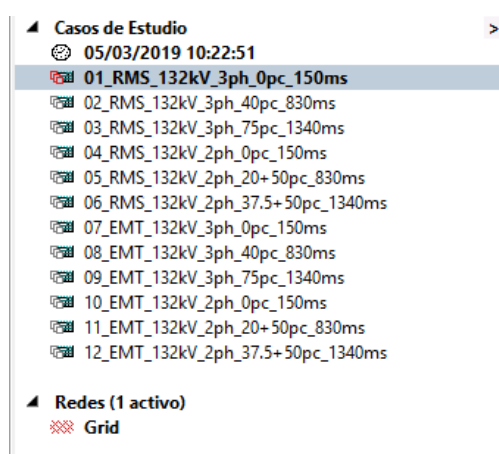 Casos de Estudio
>
05/03/2019 10:22:51
01_RMS_132kV_3ph_0pc_150ms
02_RMS_132kV_3ph_40pc_830ms
03_RMS_132kV_3ph_75pc_1340ms
04_RMS_132kV_2ph_0pc_150ms
05_RMS_132kV_2ph_20+50pc_830ms
06_RMS_132kV_2ph_37.5+50pc_1340ms
07_EMT_132kV_3ph_0pc_150ms
08_EMT_132kV_3ph_40pc_830ms
09_EMT_132kV_3ph_75pc_1340ms
10_EMT_132kV_2ph_0pc_150ms
11_EMT_132kV_2ph_20+50pc_830ms
12_EMT_132kV_2ph_37.5+50pc_1340ms
Redes (1 activo)
Grid